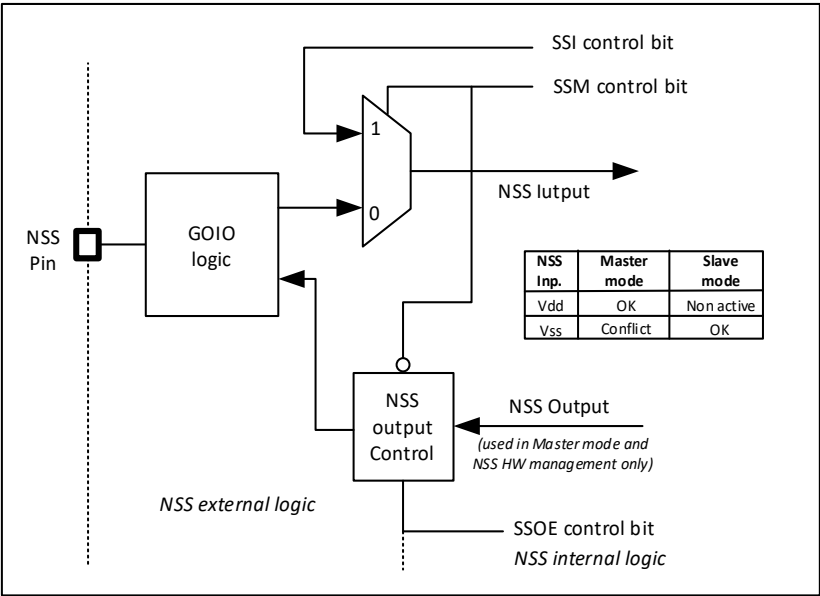 SSI control bit
SSM control bit
1
NSS Iutput
0
NSS
Pin
GOIO
logic
NSS Inp. Master mode Slave mode
Vdd OK Non active
Vss Conflict OK
NSS
output
Control
NSS Output
(used in Master mode and
NSS HW management only)
NSS external logic
SSOE control bit
NSS internal logic